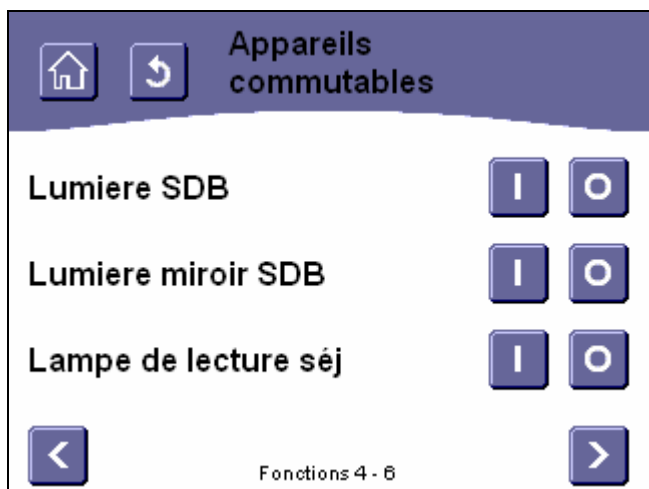 Appareils
commutables
Lumiere SDB I O
Lumiere miroir SDB I O
Lampe de lecture séj I O
< Fonctions 4 - 6 >